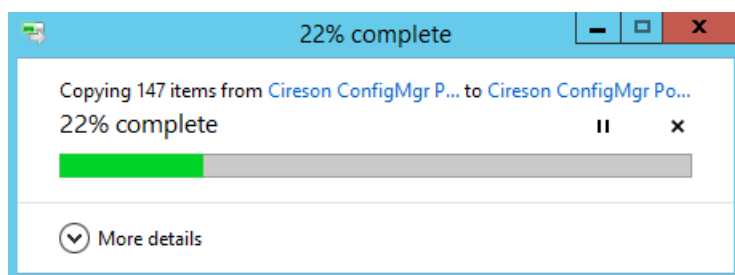 22% complete
Copying 147 items from Cireson ConfigMgr P... to Cireson ConfigMgr Po...
22% complete
More details